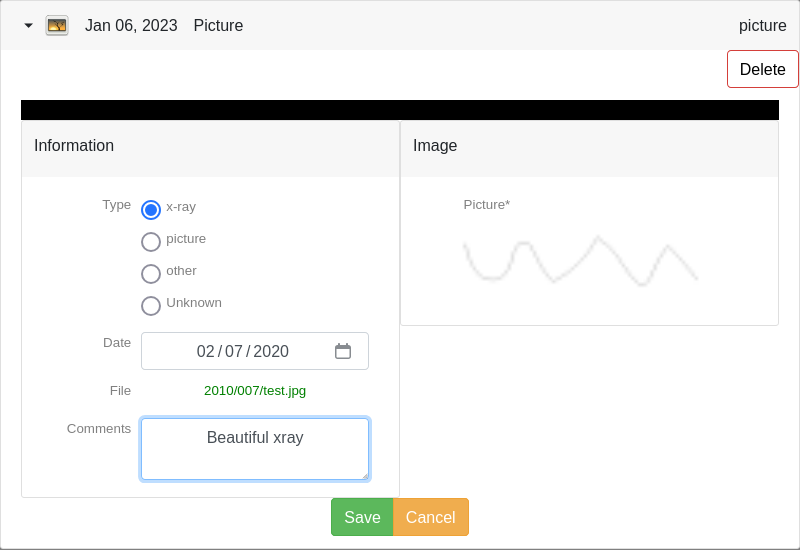 Jan 06, 2023 Picture picture
Delete
Information
Type x-ray
picture
other
Unknown
Date 02/07/2020
File 2010/007/test.jpg
Comments Beautiful xray
Image
Picture*
Save Cancel